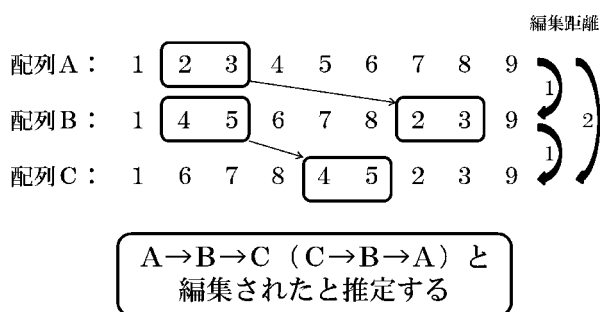 編集距離
配列A： 1 2 3 4 5 6 7 8 9
1
配列B： 1 4 5 6 7 8 2 3 9
2
1
配列C： 1 6 7 8 4 5 2 3 9
A→B→C（C→B→A）と
編集されたと推定する